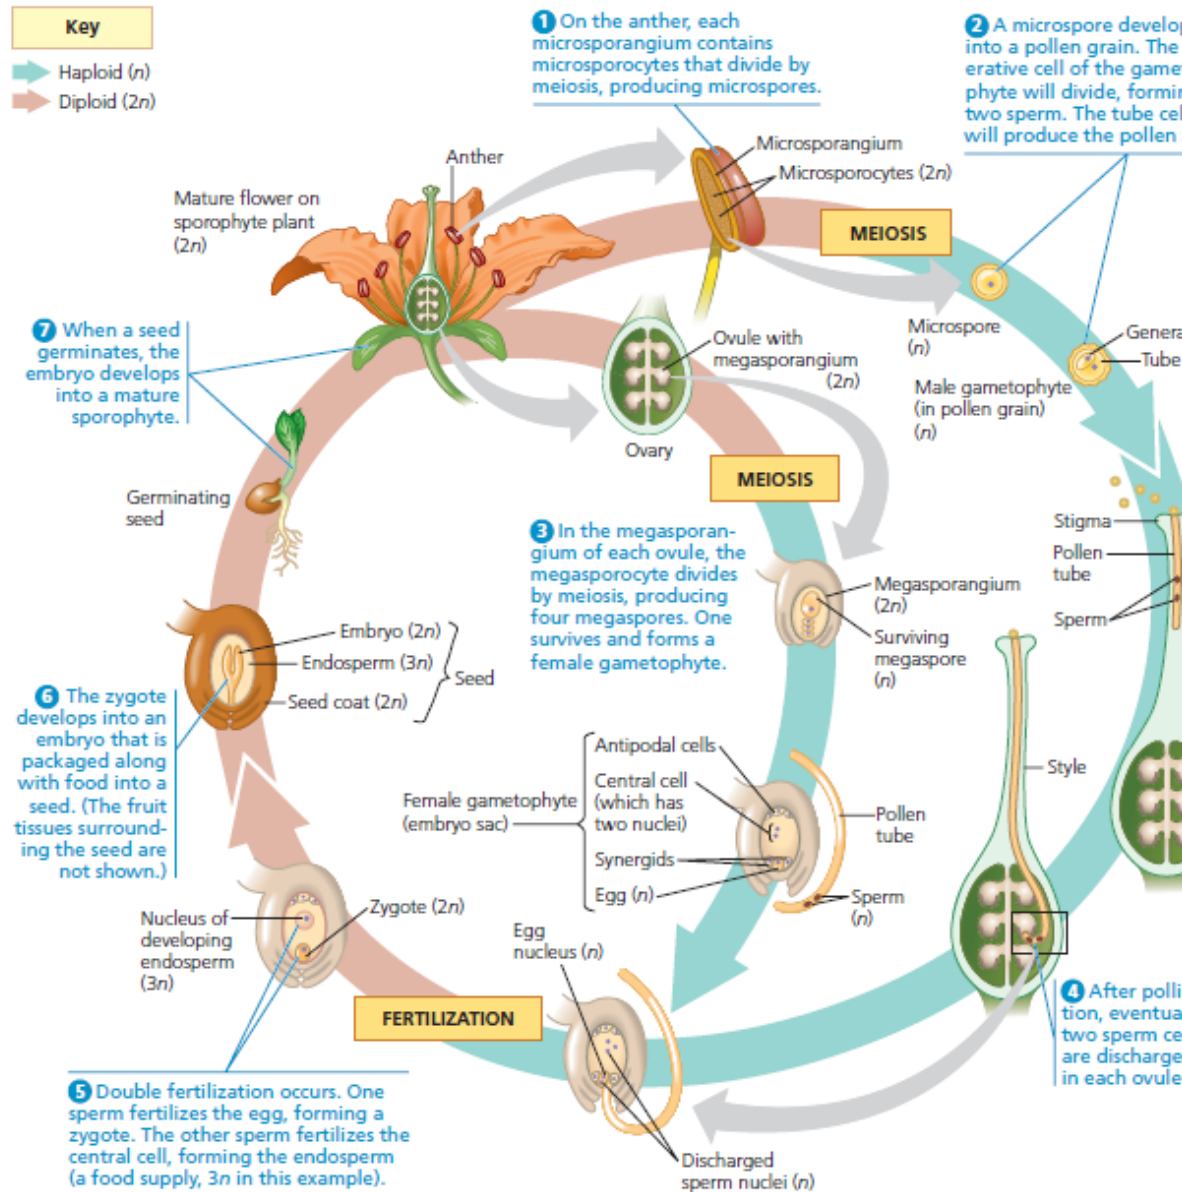 Key
Haploid (n)
Diploid (2n)
1 On the anther, each
microsporangium contains
microsporocytes that divide by
meiosis, producing microspores.
2 A microspore develop
into a pollen grain. The
erative cell of the gamet
phyte will divide, formin
two sperm. The tube cel
will produce the pollen
Anther
Microsporangium
Microsporocytes (2n)
Mature flower on
sporophyte plant
(2n)
MEIOSIS
Microspore
(n)
Genera
Tube
Male gametophyte
(in pollen grain)
(n)
7 When a seed
germinates, the
embryo develops
into a mature
sporophyte.
Ovule with
megasporangium
(2n)
Ovary
MEIOSIS
Germinating
seed
3 In the megasporan-
gium of each ovule, the
megasporocyte divides
by meiosis, producing
four megaspores. One
survives and forms a
female gametophyte.
Stigma
Pollen
tube
Sperm
Megasporangium
(2n)
Surviving
megaspore
(n)
Embryo (2n)
Endosperm (3n)
Seed coat (2n)
Seed
6 The zygote
develops into an
embryo that is
packaged along
with food into a
seed. (The fruit
tissues surround-
ing the seed are
not shown.)
Antipodal cells
Central cell
(which has
two nuclei)
Synergids
Egg (n)
Female gametophyte
(embryo sac)
Pollen
tube
Sperm
(n)
Style
Nucleus of
developing
endosperm
(3n)
Zygote (2n)
Egg
nucleus (n)
FERTILIZATION
4 After polli
tion, eventua
two sperm ce
are discharge
in each ovule
5 Double fertilization occurs. One
sperm fertilizes the egg, forming a
zygote. The other sperm fertilizes the
central cell, forming the endosperm
(a food supply, 3n in this example).
Discharged
sperm nuclei (n)